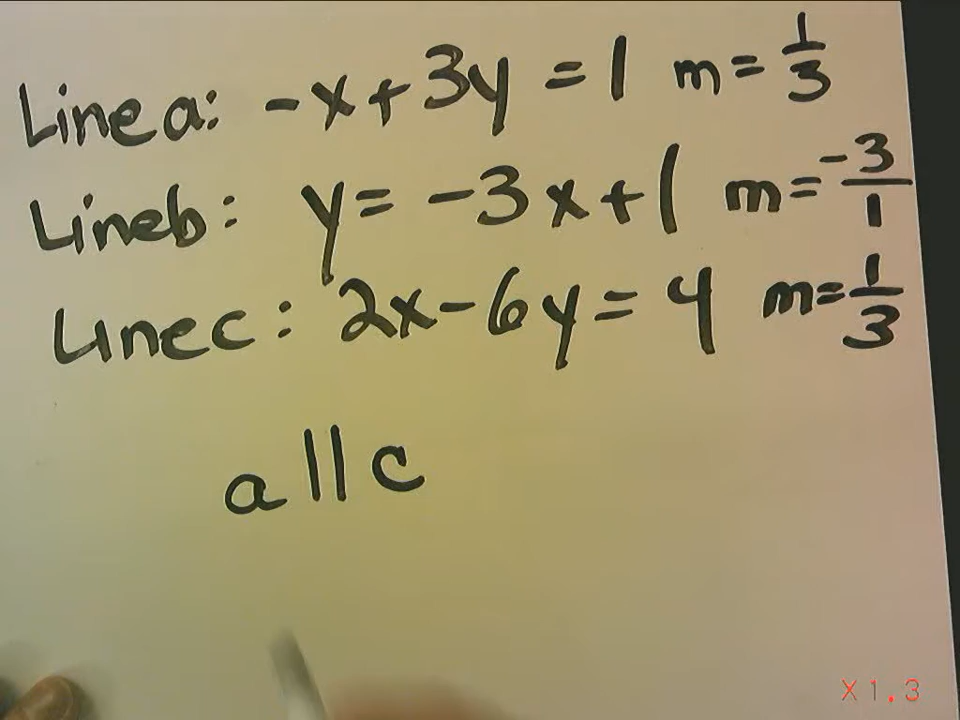 Line a: -x+3y=1 m=1/3
Line b: y=-3x+1 m=-3/1
Line c: 2x-6y=4 m=1/3
a||c
X1.3